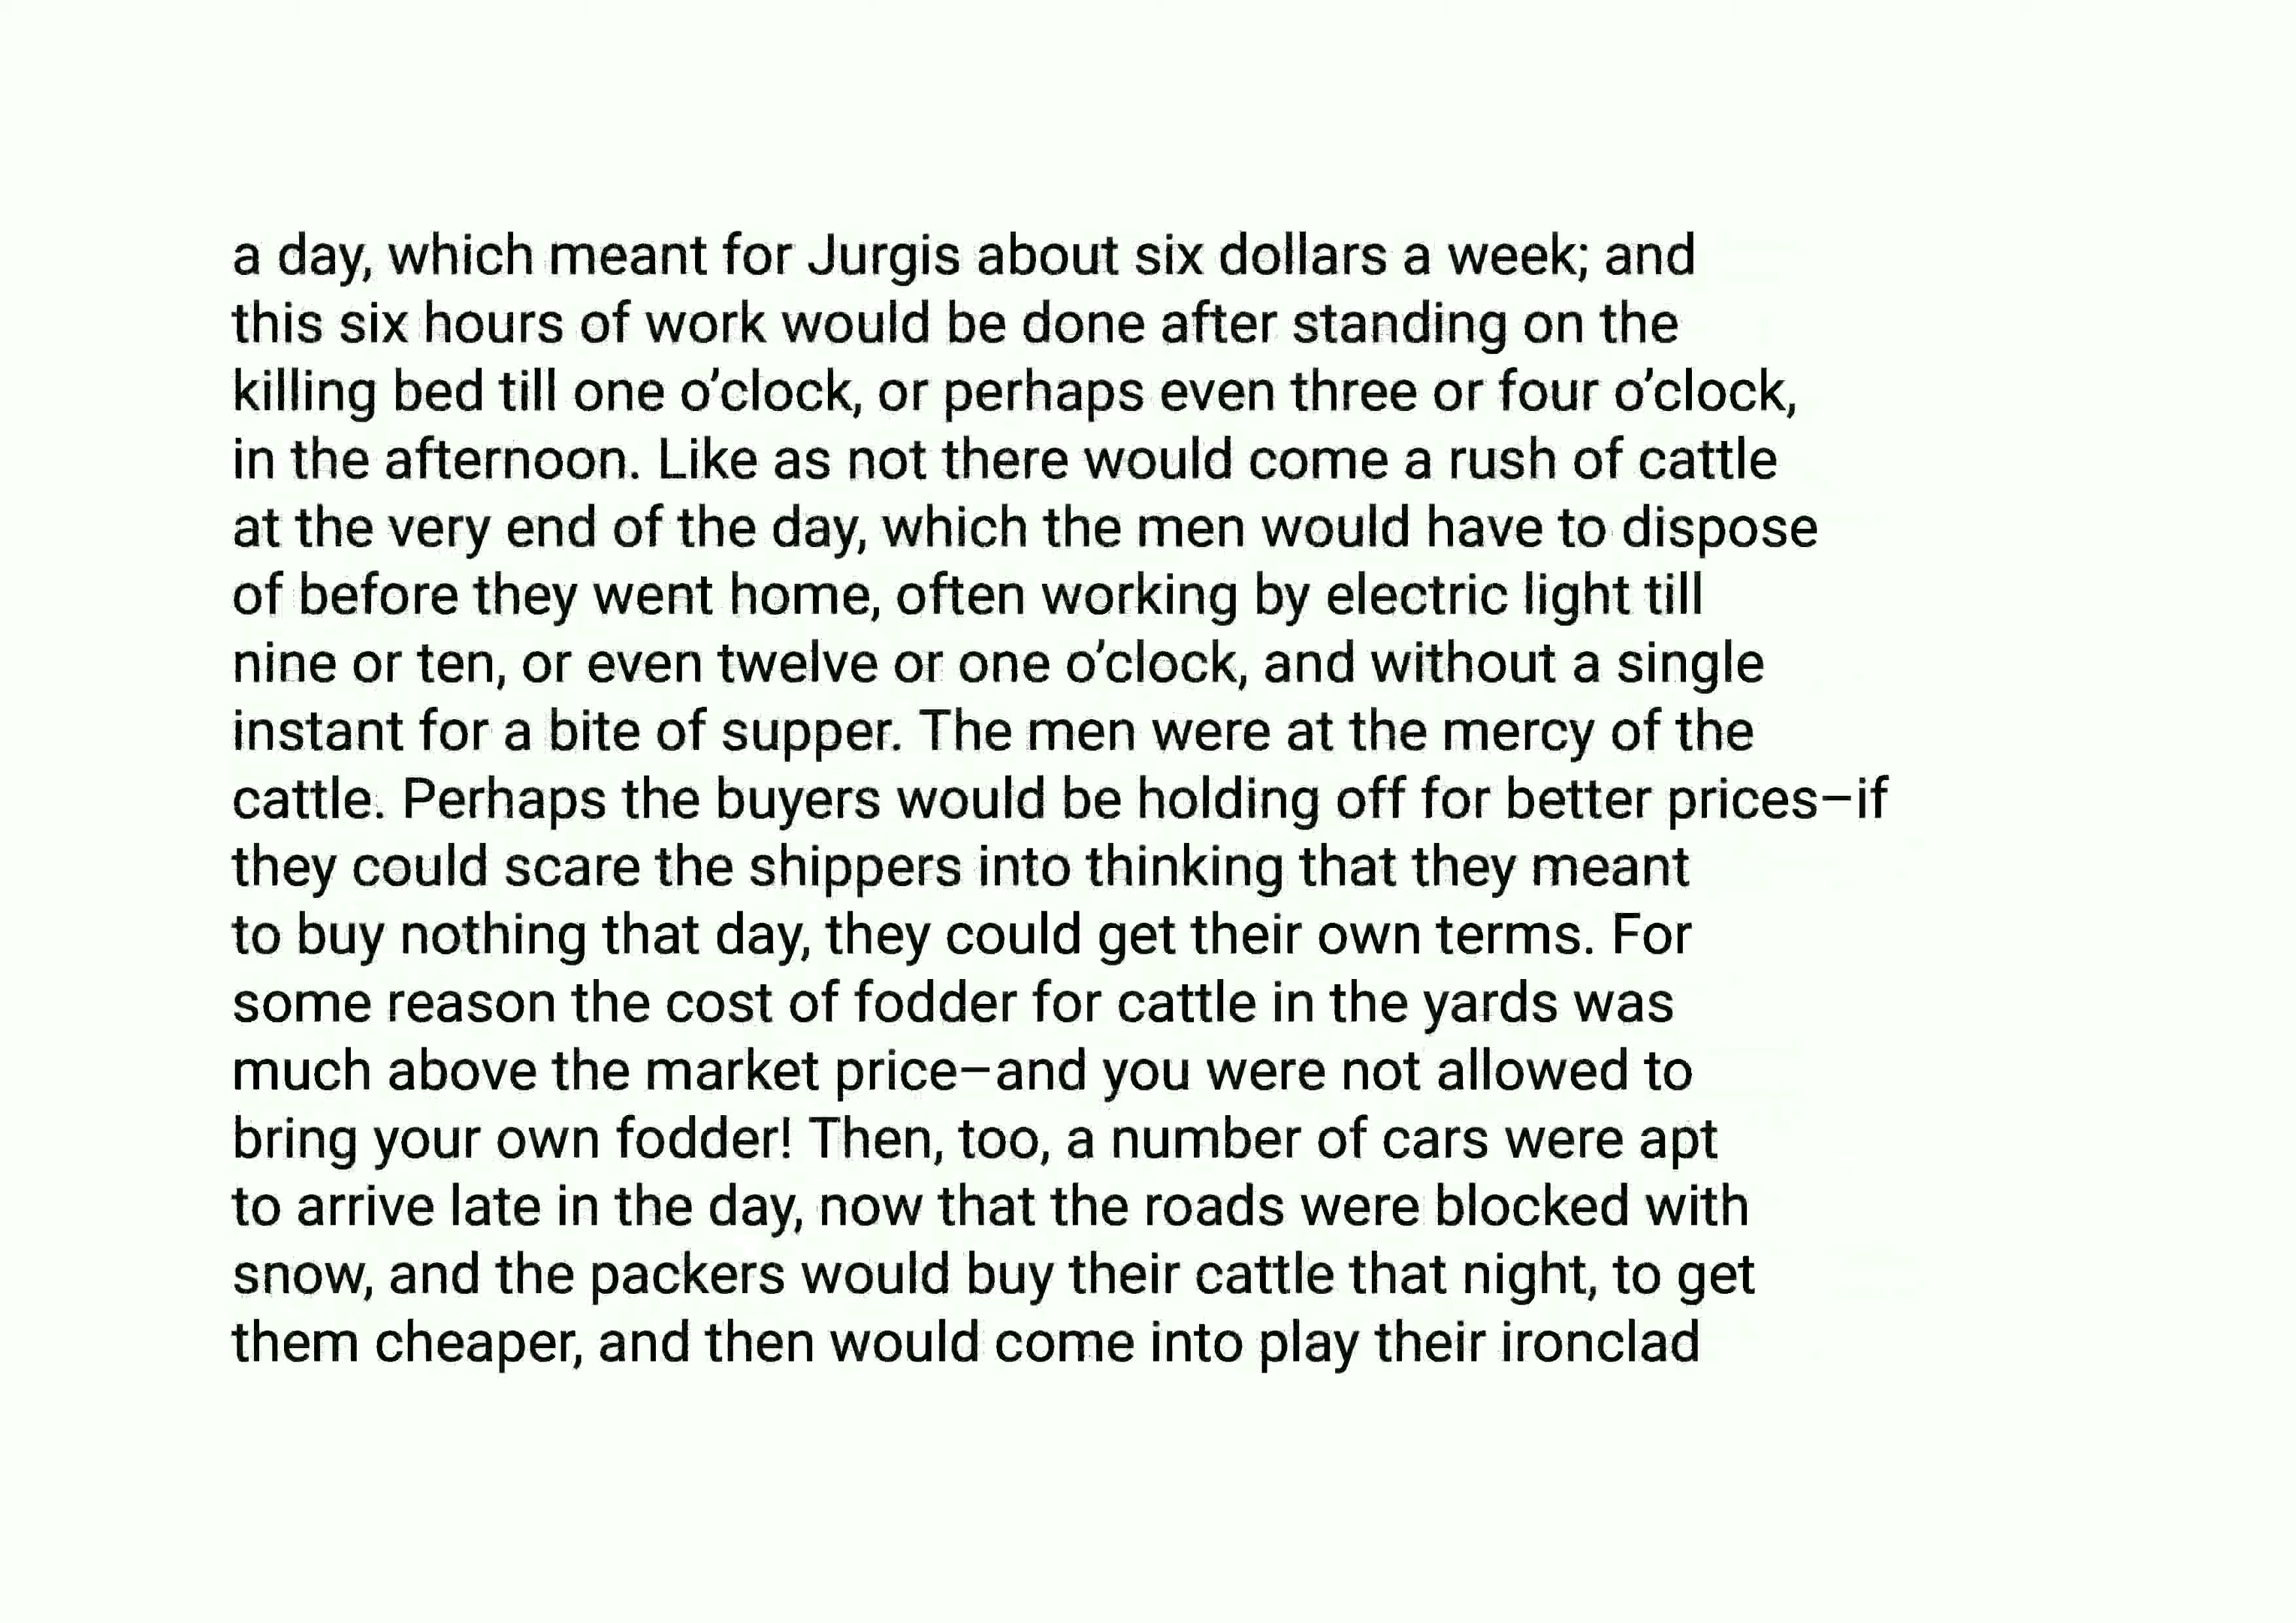 a day, which meant for Jurgis about six dollars a week; and
this six hours of work would be done after standing on the
killing bed till one o’clock, or perhaps even three or four o’clock,
in the afternoon. Like as not there would come a rush of cattle
at the very end of the day, which the men would have to dispose
of before they went home, often working by electric light till
nine or ten, or even twelve or one o’clock, and without a single
instant for a bite of supper. The men were at the mercy of the
cattle. Perhaps the buyers would be holding off for better prices–if
they could scare the shippers into thinking that they meant
to buy nothing that day, they could get their own terms. For
some reason the cost of fodder for cattle in the yards was
much above the market price–and you were not allowed to
bring your own fodder! Then, too, a number of cars were apt
to arrive late in the day, now that the roads were blocked with
snow, and the packers would buy their cattle that night, to get
them cheaper, and then would come into play their ironclad